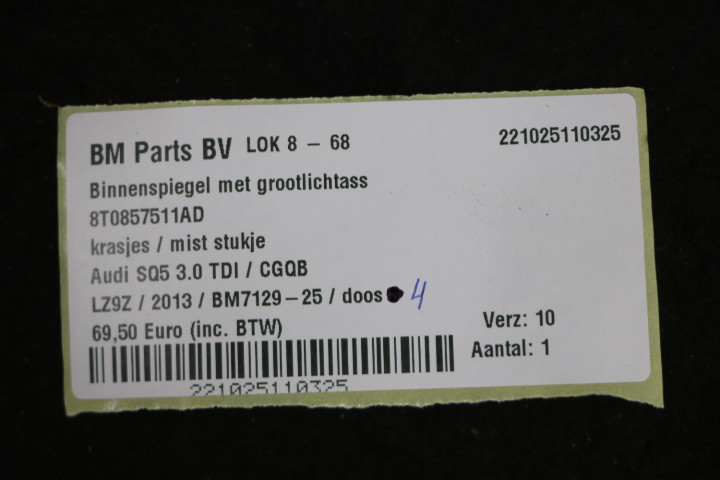 BM Parts BV LOK 8 - 68 221025110325
Binnenspiegel met grootlichtass
8T0857511AD
krasjes / mist stukje
Audi SQ5 3.0 TDI / CGQB
LZ9Z / 2013 / BM7129-25 / doos 4
69,50 Euro (inc. BTW) Verz: 10
Aantal: 1
221025110325